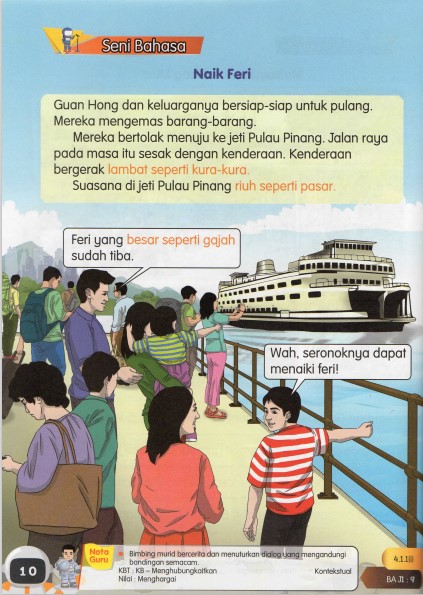 Seni Bahasa
Naik Feri
Guan Hong dan keluarganya bersiap-siap untuk pulang.
Mereka mengemas barang-barang.
Mereka bertolak menuju ke jeti Pulau Pinang. Jalan raya
pada masa itu sesak dengan kenderaan. Kenderaan
bergerak lambat seperti kura-kura.
Suasana di jeti Pulau Pinang riuh seperti pasar.
Feri yang besar seperti gajah
sudah tiba.
Wah, seronoknya dapat
menaiki feri!
Nota
Guru
Bimbing murid bercerita dan menuturkan dialog yang mengandungi
bandingan semacam.
KBT : KB – Menghubungkaitkan
Kontekstual
Nilai : Menghargai
4.1.1(i)
BA Jl : 9
10